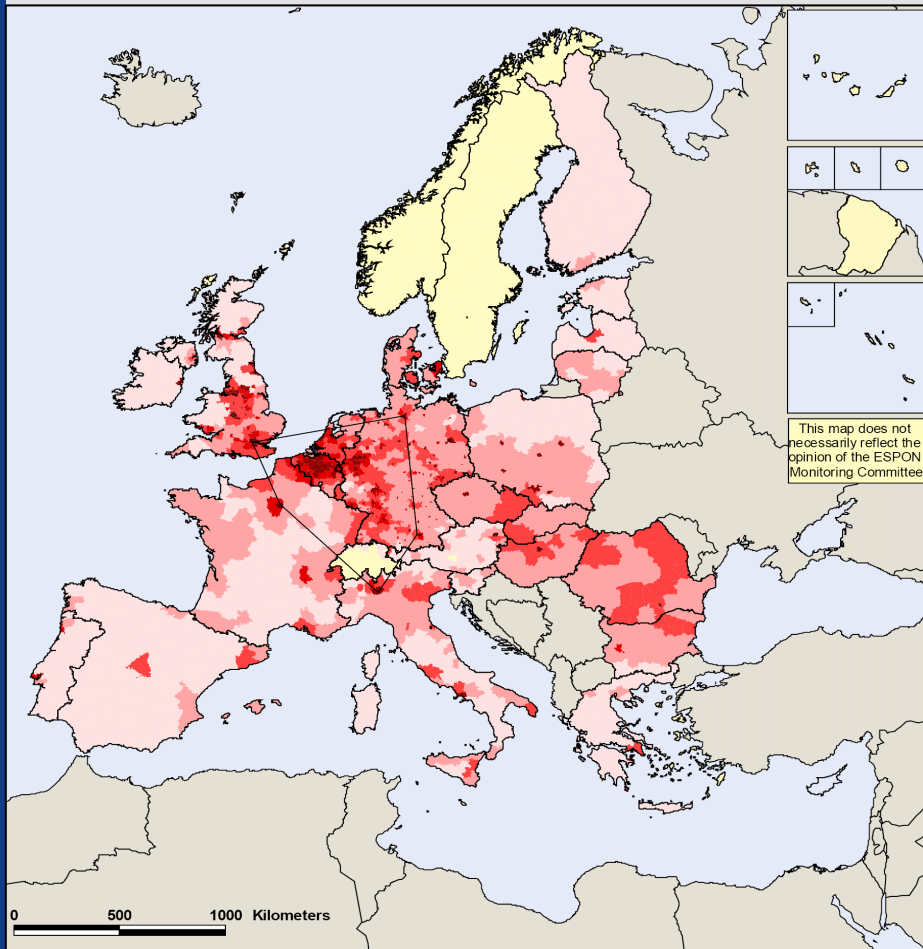 This map does not
necessarily reflect the
opinion of the ESPON
Monitoring Committee
0 500 1000 Kilometers